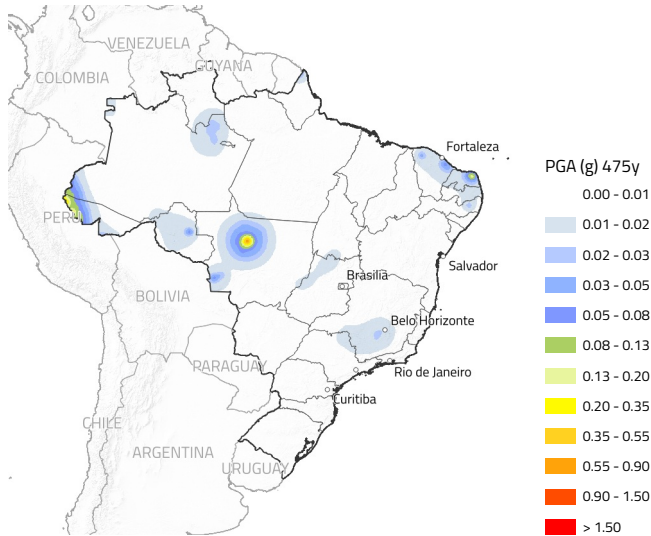 VENEZUELA
GUYANA
COLOMBIA
Fortaleza
PERU
Salvador
Brasília
BOLIVIA
Belo Horizonte
PARAGUAY
Rio de Janeiro
Curitiba
CHILE
ARGENTINA
URUGUAY
PGA (g) 475y
0.00 - 0.01
0.01 - 0.02
0.02 - 0.03
0.03 - 0.05
0.05 - 0.08
0.08 - 0.13
0.13 - 0.20
0.20 - 0.35
0.35 - 0.55
0.55 - 0.90
0.90 - 1.50
> 1.50